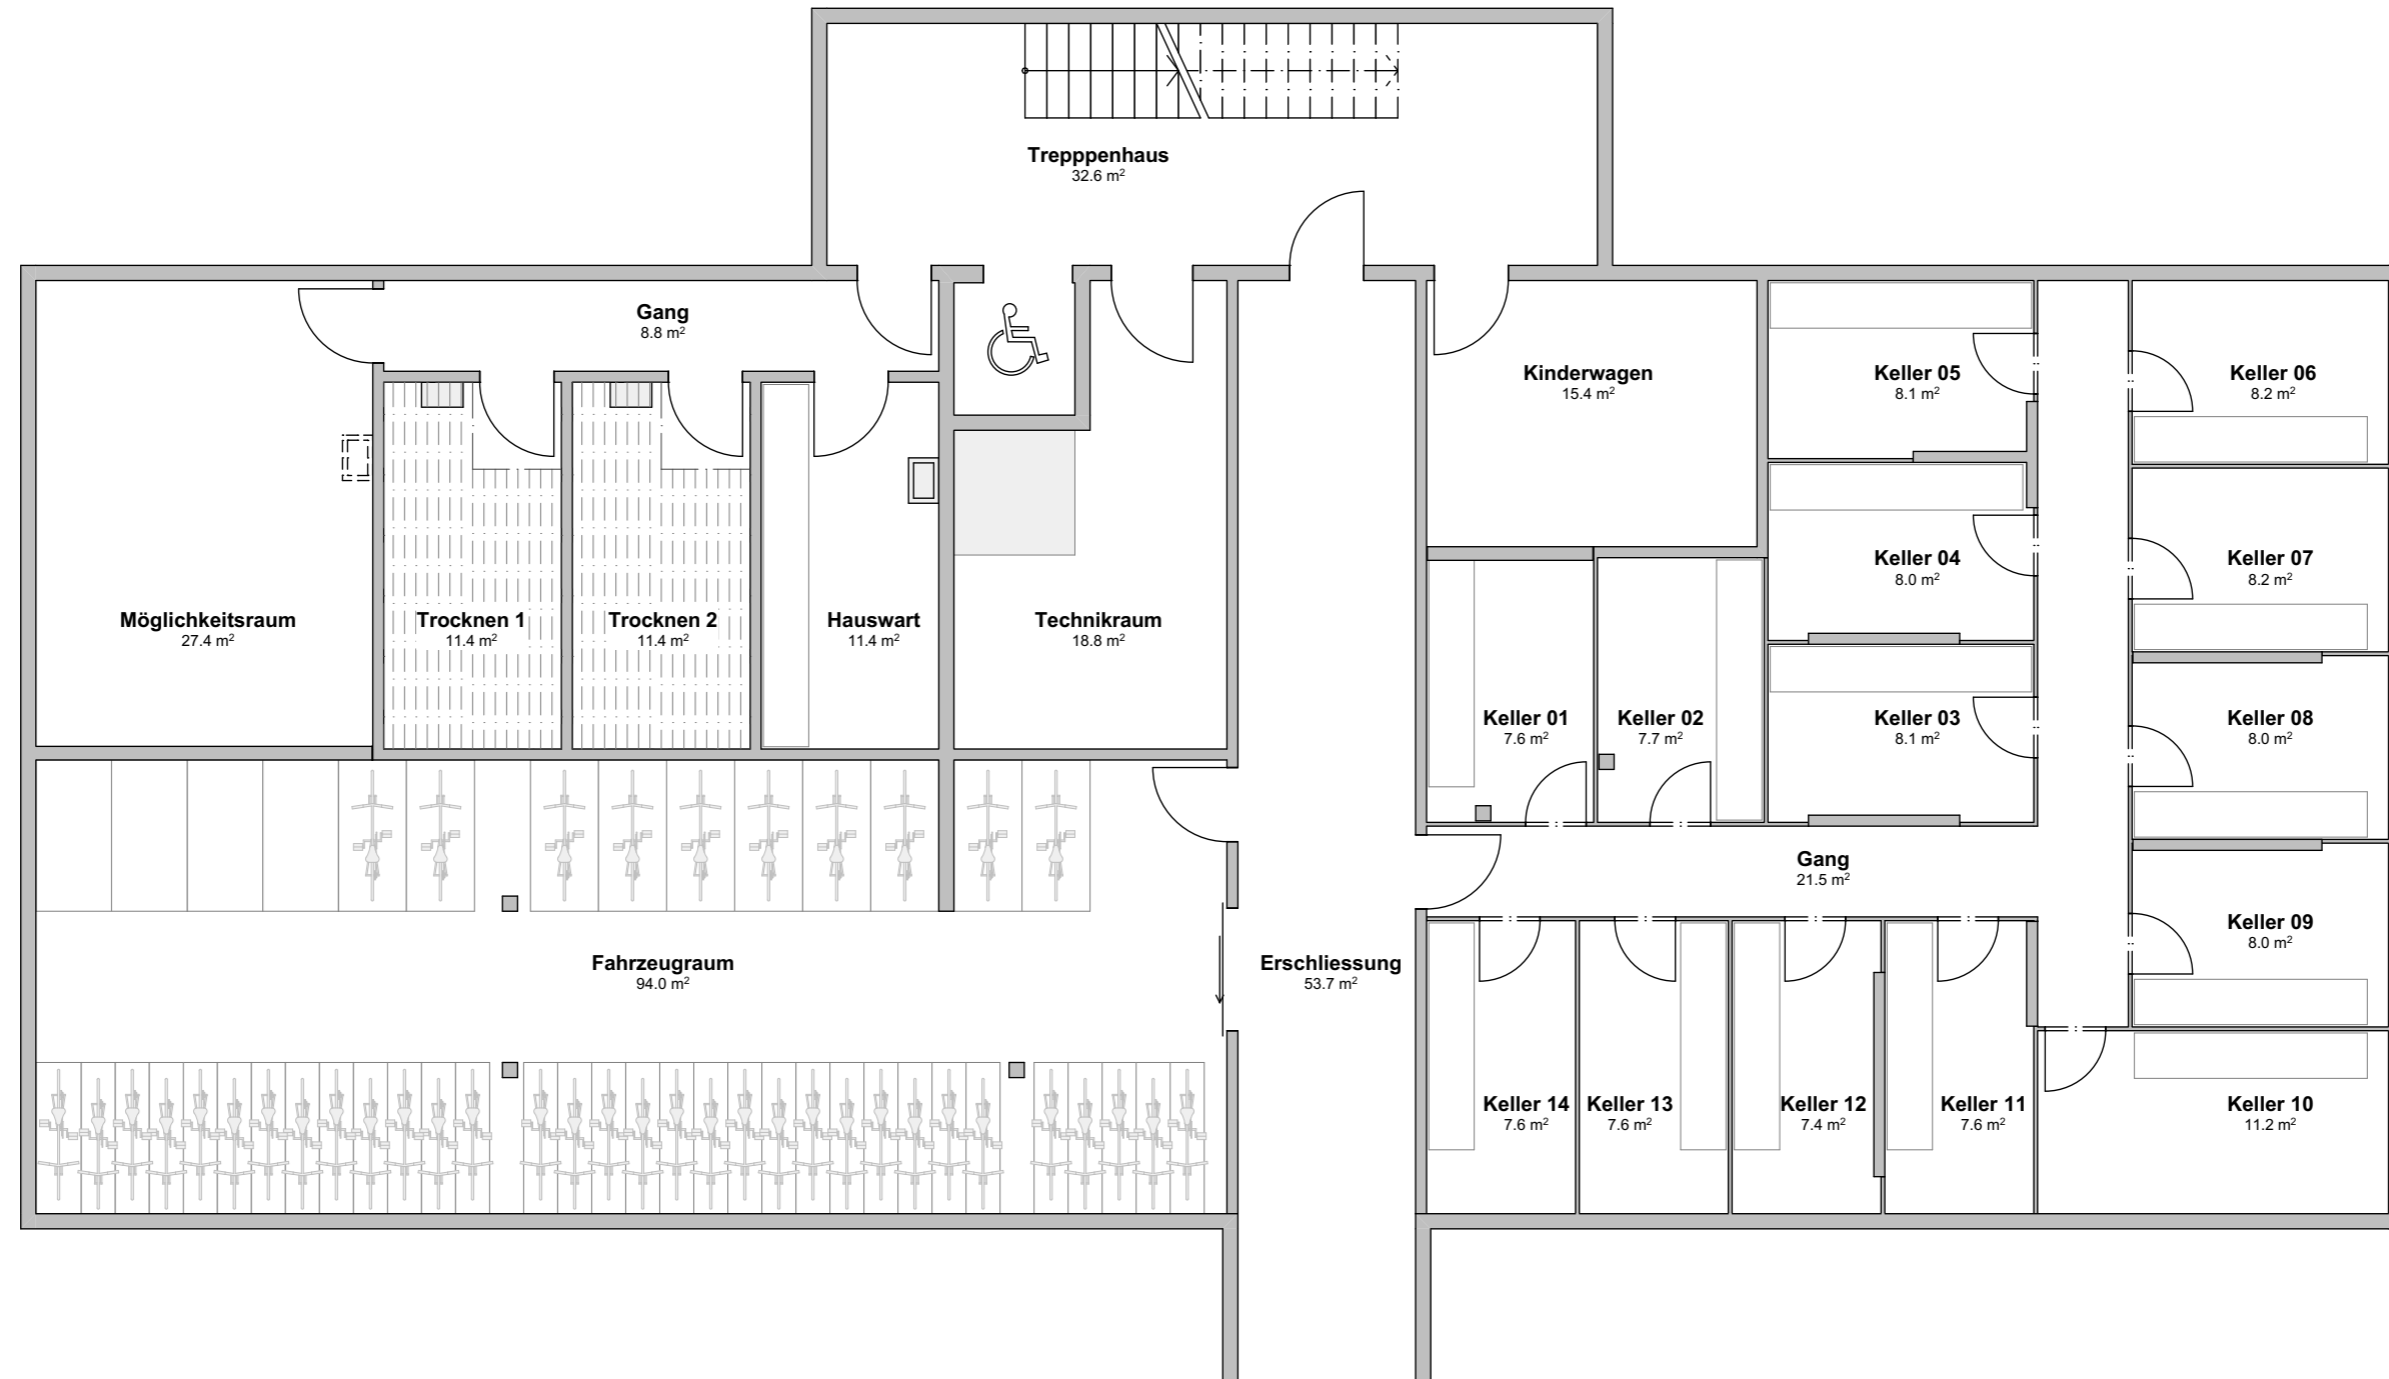 Trepppenhaus
32.6 m²
Gang
8.8 m²
Kinderwagen
15.4 m²
Keller 05
8.1 m²
Keller 06
8.2 m²
Keller 04
8.0 m²
Keller 07
8.2 m²
Möglichkeitsraum
27.4 m²
Trocknen 1
11.4 m²
Trocknen 2
11.4 m²
Hauswart
11.4 m²
Technikraum
18.8 m²
Keller 01
7.6 m²
Keller 02
7.7 m²
Keller 03
8.1 m²
Keller 08
8.0 m²
Gang
21.5 m²
Keller 09
8.0 m²
Fahrzeugraum
94.0 m²
Erschliessung
53.7 m²
Keller 14
7.6 m²
Keller 13
7.6 m²
Keller 12
7.4 m²
Keller 11
7.6 m²
Keller 10
11.2 m²